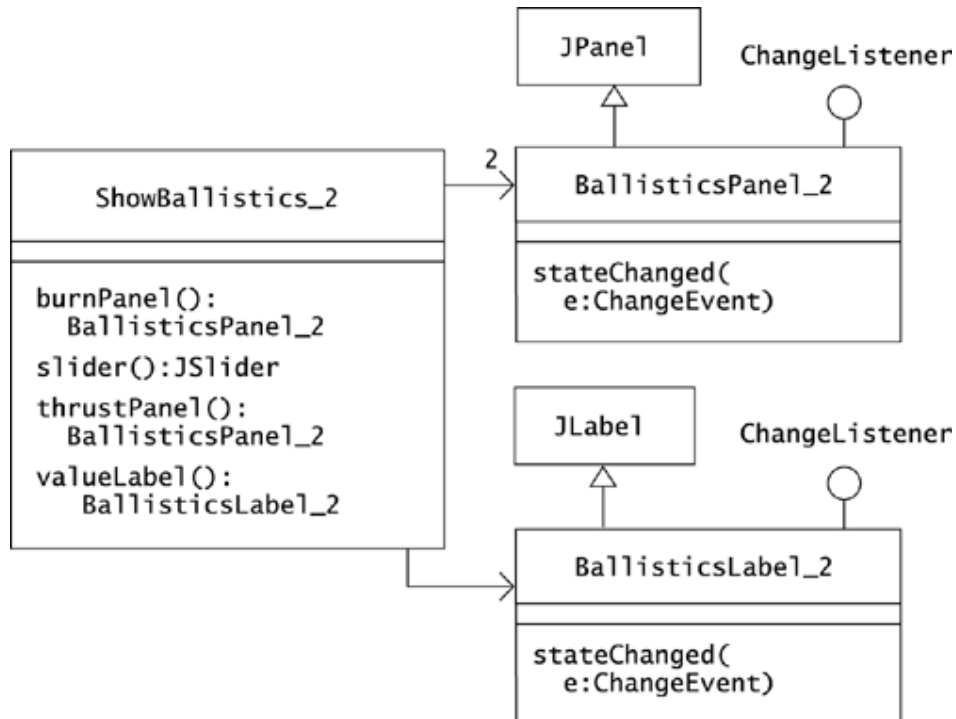 JPanel
ChangeListener
2
ShowBallistics_2
BallisticsPanel_2
burnPanel():
BallisticsPanel_2
slider():JSlider
thrustPanel():
BallisticsPanel_2
valueLabel():
BallisticsLabel_2
stateChanged(
e:ChangeEvent)
JLabel
ChangeListener
BallisticsLabel_2
stateChanged(
e:ChangeEvent)